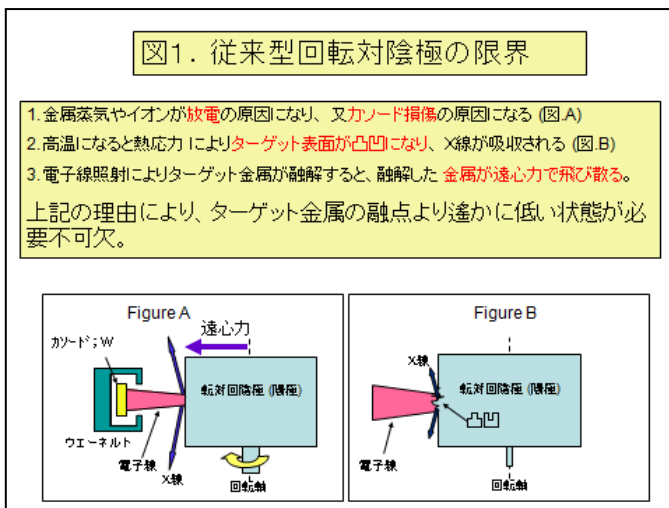 図1. 従来型回転対陰極の限界
1.金属蒸気やイオンが放電の原因になり、又カソード損傷の原因になる (図.A)
2.高温になると熱応力によりターゲット表面が凸凹になり、X線が吸収される (図.B)
3.電子線照射によりターゲット金属が融解すると、融解した 金属が遠心力で飛び散る。
上記の理由により、ターゲット金属の融点より遙かに低い状態が必
要不可欠。
Figure A
遠心力
カソード;W
転対回陰座 (陽極)
ウエーネルト
電子線
X線
回転軸
Figure B
X線
転対回陰座 (陽極)
凸凹
電子線
回転軸